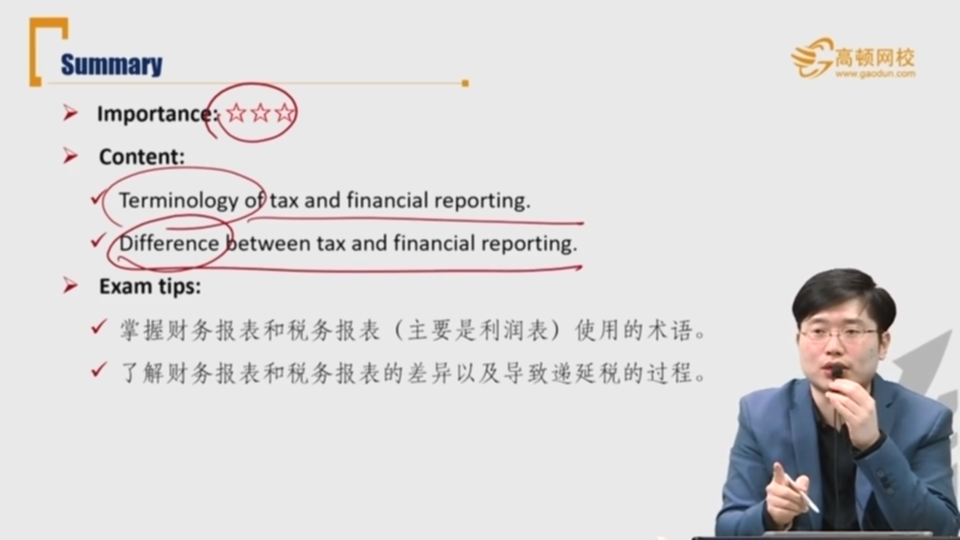 Summary
高顿网校
www.gaodun.com
Importance: ☆☆☆
Content:
Terminology of tax and financial reporting.
Difference between tax and financial reporting.
Exam tips:
掌握财务报表和税务报表（主要是利润表）使用的术语。
了解财务报表和税务报表的差异以及导致递延税的过程。